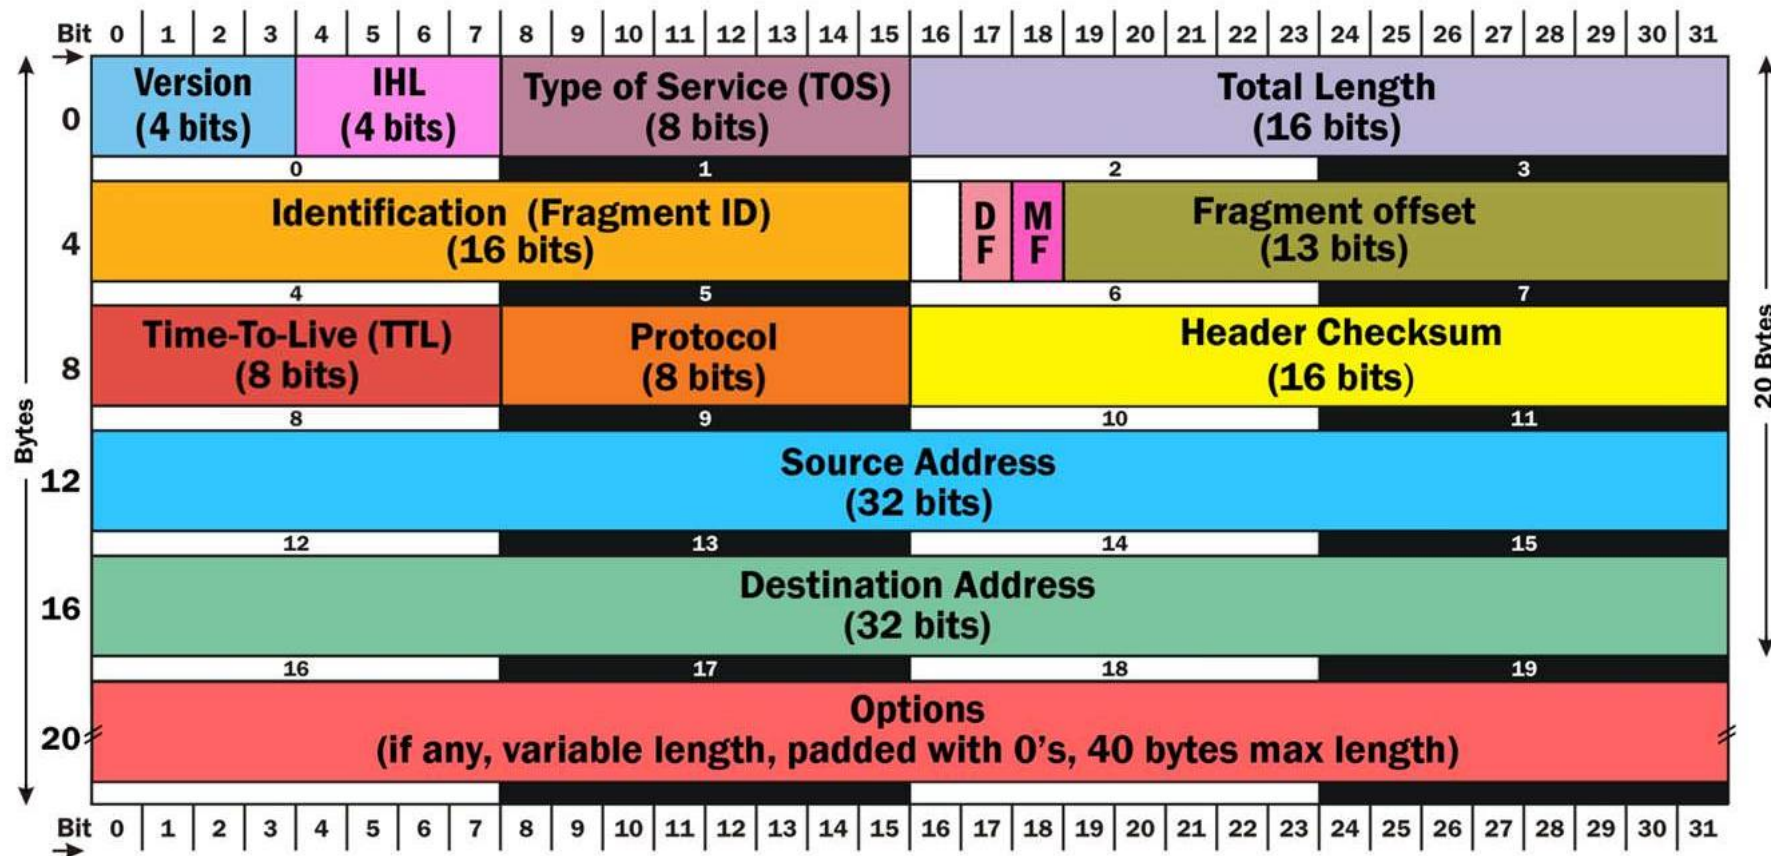 Bit 0 1 2 3 4 5 6 7 8 9 10 11 12 13 14 15 16 17 18 19 20 21 22 23 24 25 26 27 28 29 30 31
Version IHL Type of Service (TOS) Total Length
0 (4 bits) (4 bits) (8 bits) (16 bits)
0 1 2 3
Identification (Fragment ID) D M Fragment offset
4 (16 bits) F F (13 bits)
4 5 6 7
Time-To-Live (TTL) Protocol Header Checksum
8 (8 bits) (8 bits) (16 bits)
8 9 10 11
Source Address
12 (32 bits)
12 13 14 15
Destination Address
16 (32 bits)
16 17 18 19
Options
20 (if any, variable length, padded with 0's, 40 bytes max length)
Bit 0 1 2 3 4 5 6 7 8 9 10 11 12 13 14 15 16 17 18 19 20 21 22 23 24 25 26 27 28 29 30 31
Bytes
20 Bytes